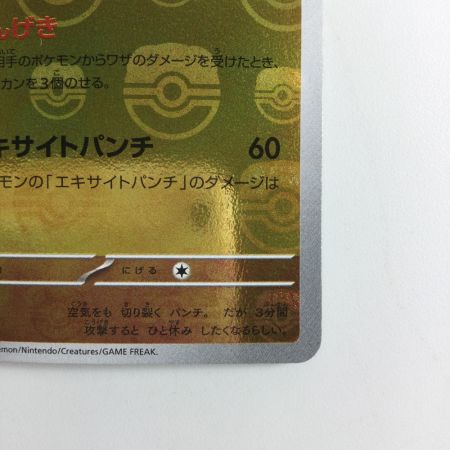 んげき
相手のポケモンからワザのダメージを受けたとき、
カンを3個のせる。
キサイトパンチ 60
モンの「エキサイトパンチ」のダメージは
にげる
空気をも 切り裂く パンチ。だが 3分間
攻撃すると ひと休み したくなるらしい。
émon/Nintendo/Creatures/GAME FREAK.